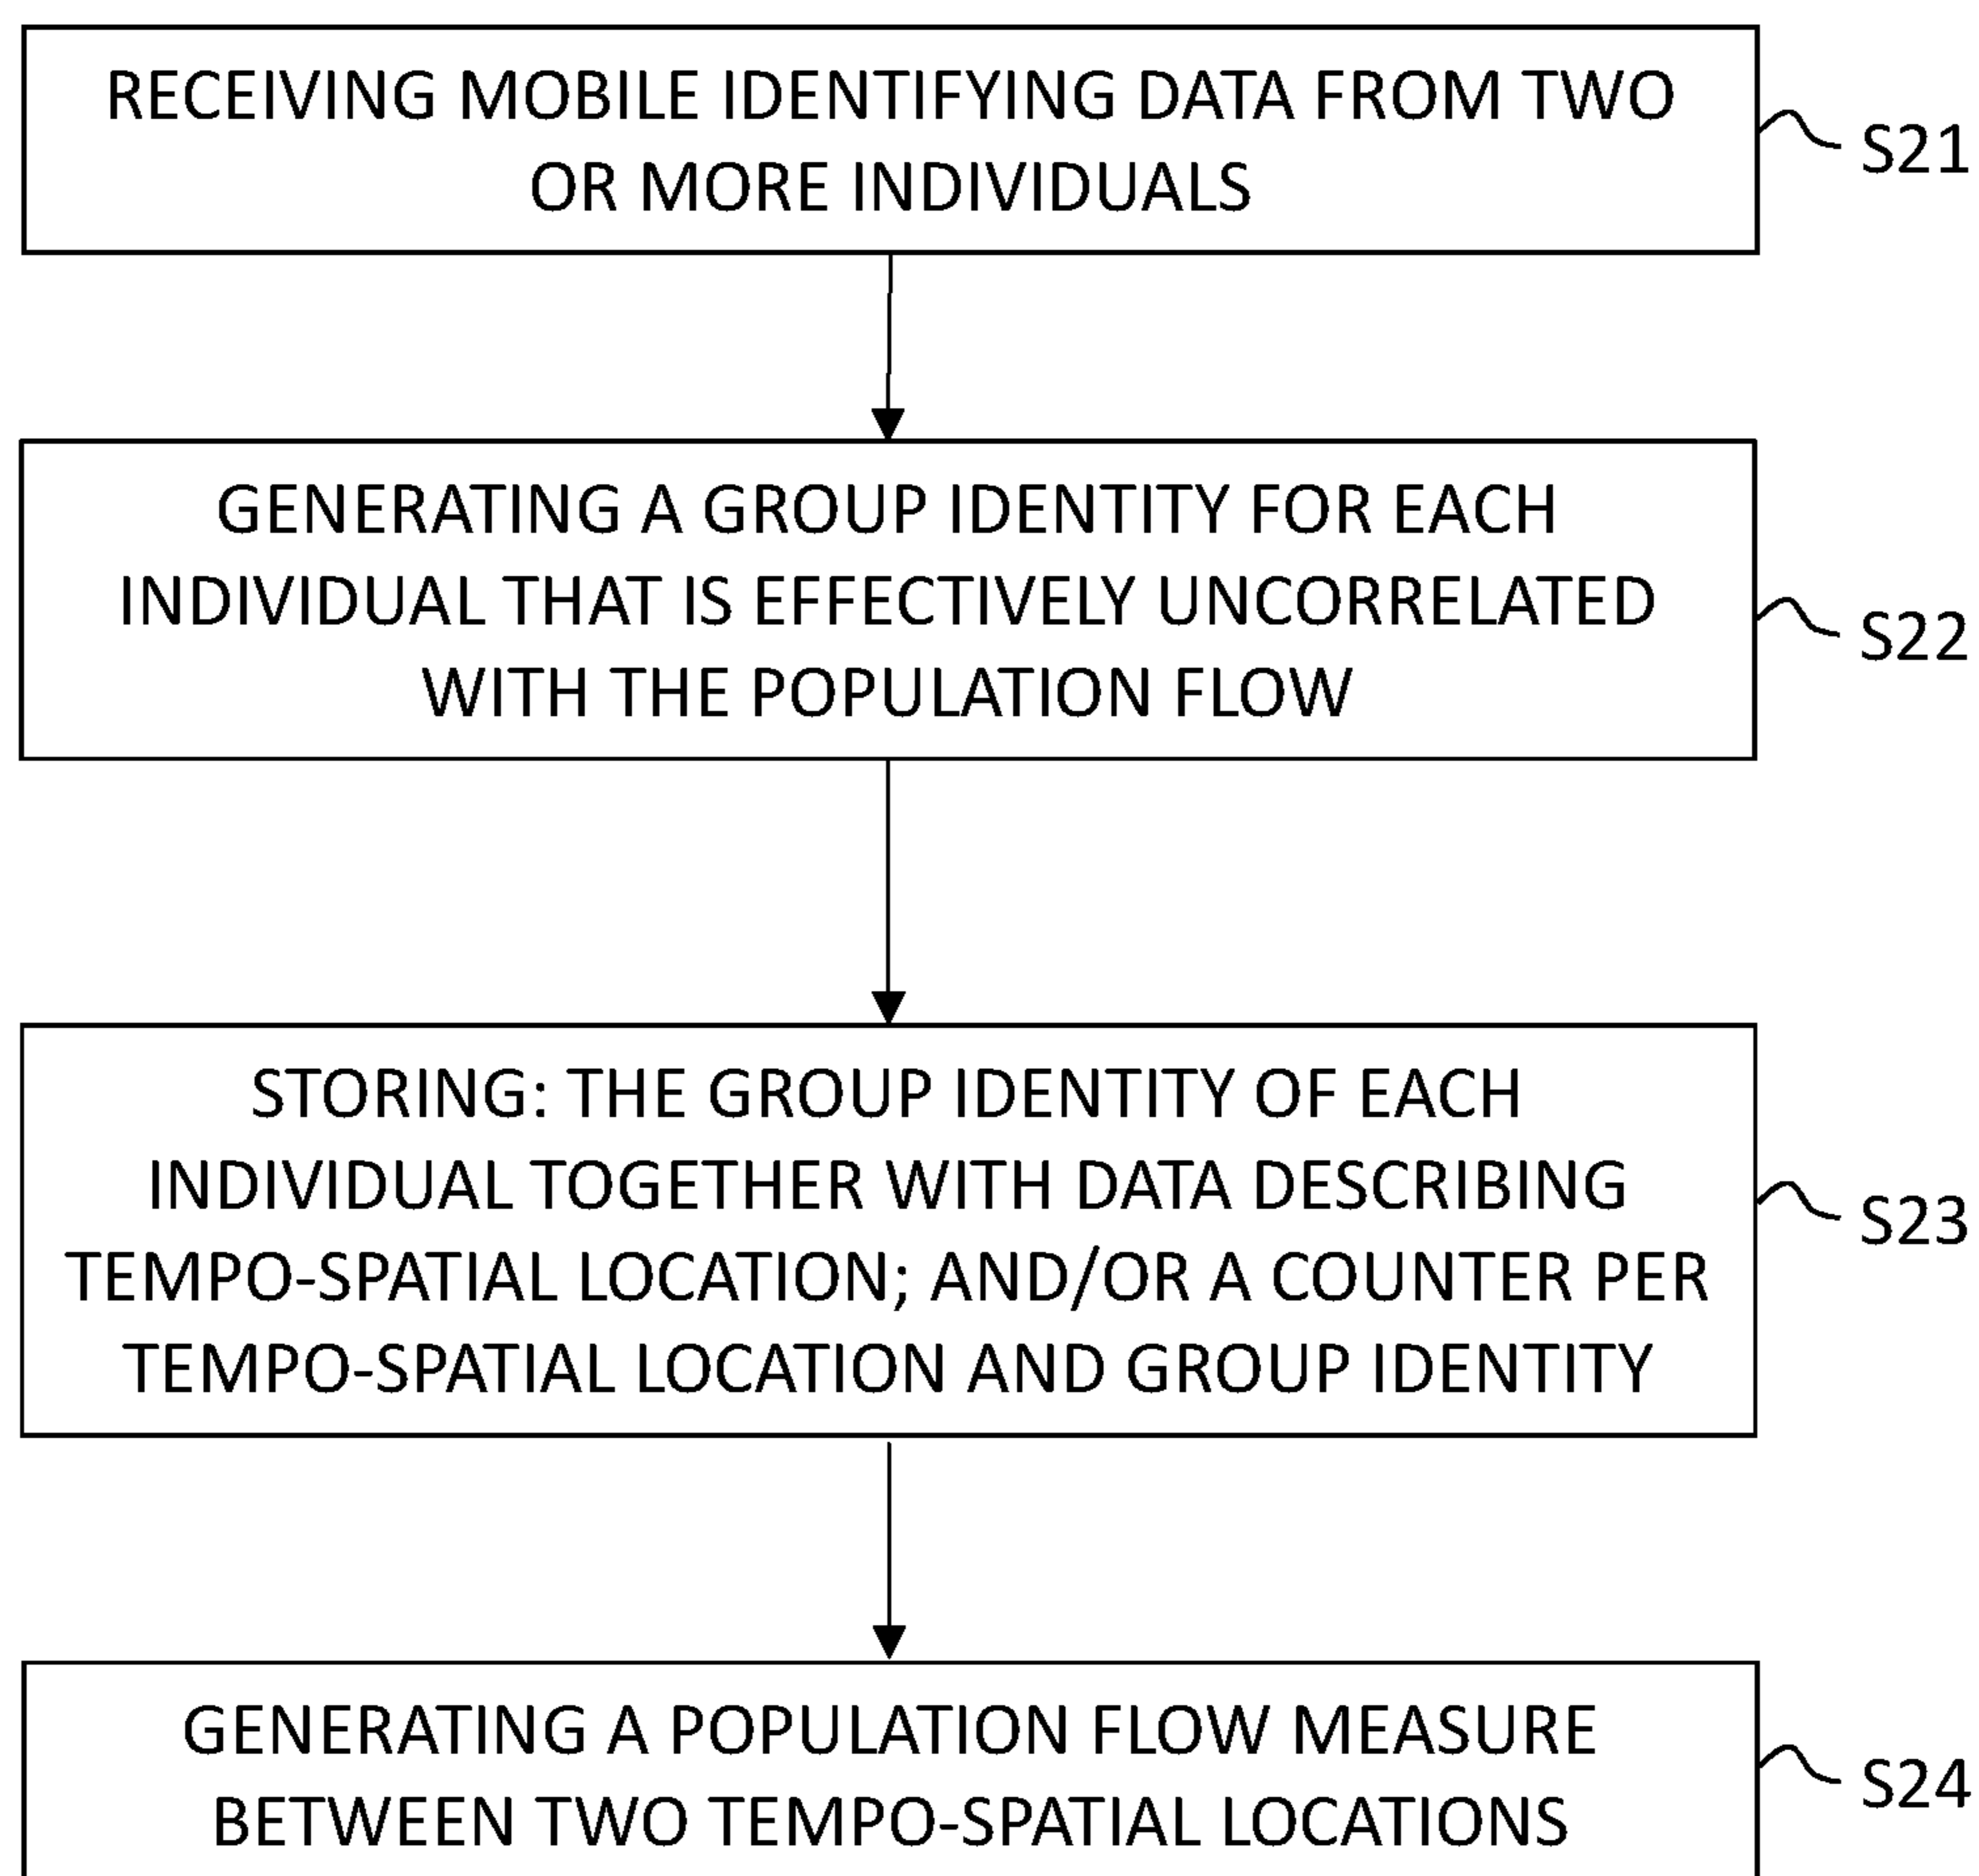 RECEIVING MOBILE IDENTIFYING DATA FROM TWO
OR MORE INDIVIDUALS
S21
GENERATING A GROUP IDENTITY FOR EACH
INDIVIDUAL THAT IS EFFECTIVELY UNCORRELATED
WITH THE POPULATION FLOW
S22
STORING: THE GROUP IDENTITY OF EACH
INDIVIDUAL TOGETHER WITH DATA DESCRIBING
TEMPO-SPATIAL LOCATION; AND/OR A COUNTER PER
TEMPO-SPATIAL LOCATION AND GROUP IDENTITY
S23
GENERATING A POPULATION FLOW MEASURE
BETWEEN TWO TEMPO-SPATIAL LOCATIONS
S24